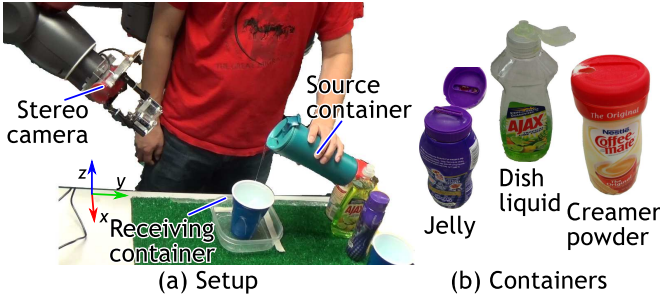 Stereo
camera
Source
container
z
y
x
Receiving
container
AJAX
(a) Setup
AJAX
The Original
Nestlé
Coffee-
mate
Jelly
Dish
liquid
Creamer
powder
(b) Containers